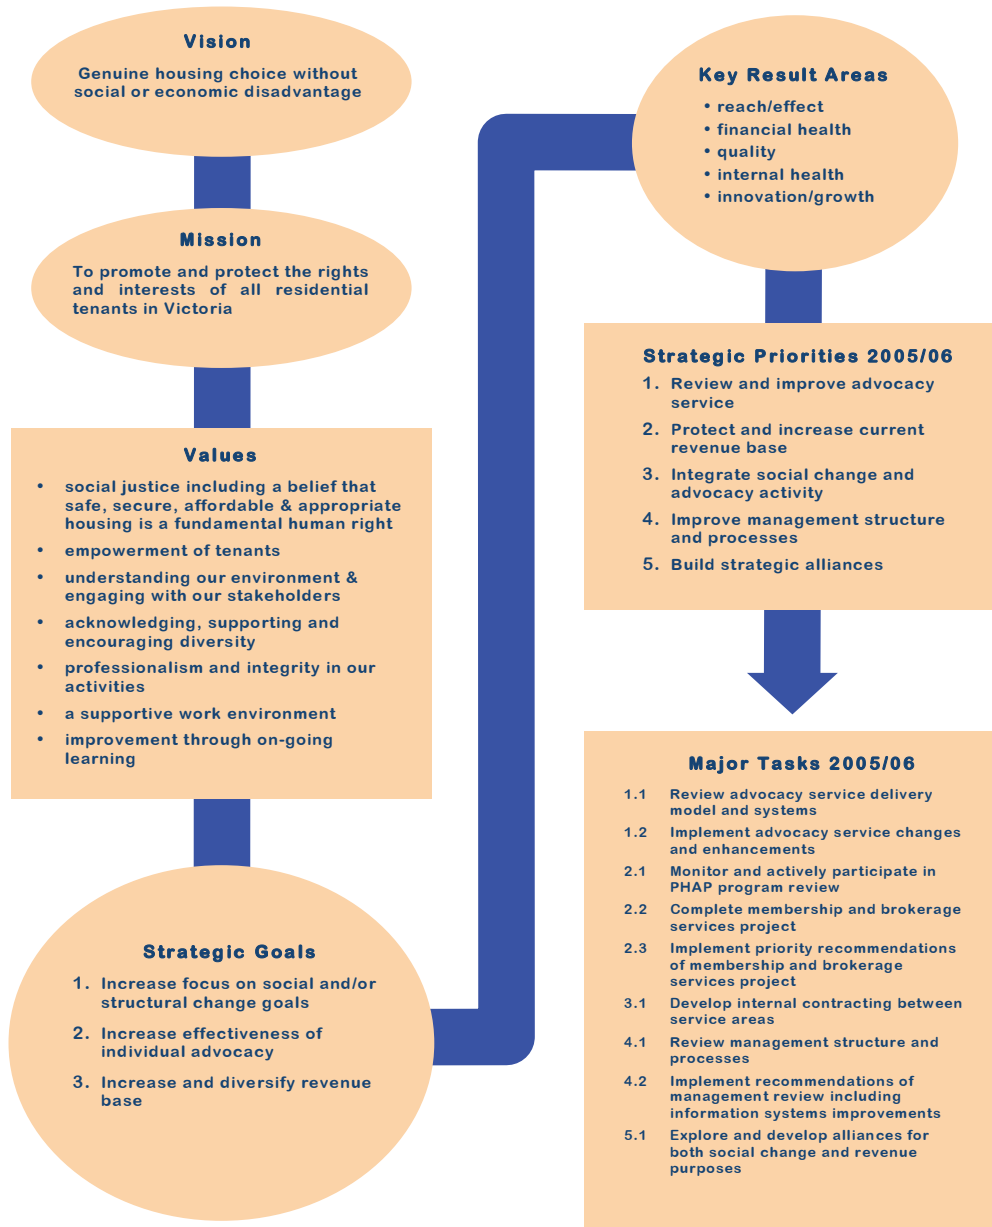 Vision
Genuine housing choice without
social or economic disadvantage
Mission
To promote and protect the rights
and interests of all residential
tenants in Victoria
Values
• social justice including a belief that
safe, secure, affordable & appropriate
housing is a fundamental human right
• empowerment of tenants
• understanding our environment &
engaging with our stakeholders
• acknowledging, supporting and
encouraging diversity
• professionalism and integrity in our
activities
• a supportive work environment
• improvement through on-going
learning
Strategic Goals
1. Increase focus on social and/or
structural change goals
2. Increase effectiveness of
individual advocacy
3. Increase and diversify revenue
base
Key Result Areas
• reach/effect
• financial health
• quality
• internal health
• innovation/growth
Strategic Priorities 2005/06
1. Review and improve advocacy
service
2. Protect and increase current
revenue base
3. Integrate social change and
advocacy activity
4. Improve management structure
and processes
5. Build strategic alliances
Major Tasks 2005/06
1.1 Review advocacy service delivery
model and systems
1.2 Implement advocacy service changes
and enhancements
2.1 Monitor and actively participate in
PHAP program review
2.2 Complete membership and brokerage
services project
2.3 Implement priority recommendations
of membership and brokerage
services project
3.1 Develop internal contracting between
service areas
4.1 Review management structure and
processes
4.2 Implement recommendations of
management review including
information systems improvements
5.1 Explore and develop alliances for
both social change and revenue
purposes